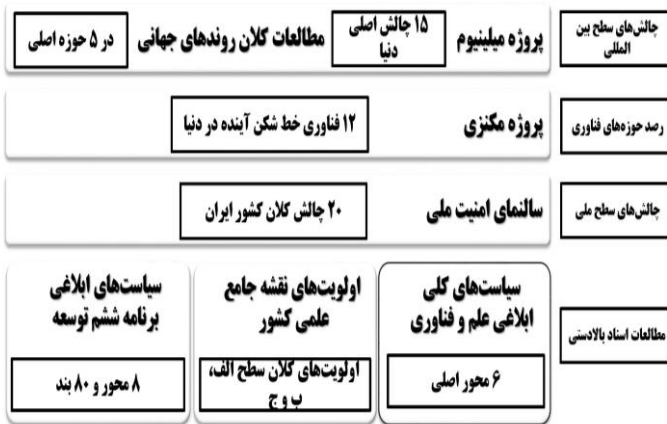 چالش‌های سطح بین
المللی
پروژه میلینیوم
۱۵ چالش اصلی
دنیا
مطالعات کلان روندهای جهانی
در ۵ حوزه اصلی
رصد حوزه‌های فناوری
پروژه مکنزی
۱۲ فناوری خط شکن آینده در دنیا
چالش‌های سطح ملی
سالنمای امنیت ملی
۲۰ چالش کلان کشور ایران
مطالعات اسناد بالادستی
سیاست‌های کلی
ابلاغی علم و فناوری
۶ محور اصلی
اولویت‌های نقشه جامع
علمی کشور
اولویت‌های کلان سطح الف،
ب و ج
سیاست‌های ابلاغی
برنامه ششم توسعه
۸ محور و ۸۰ بند